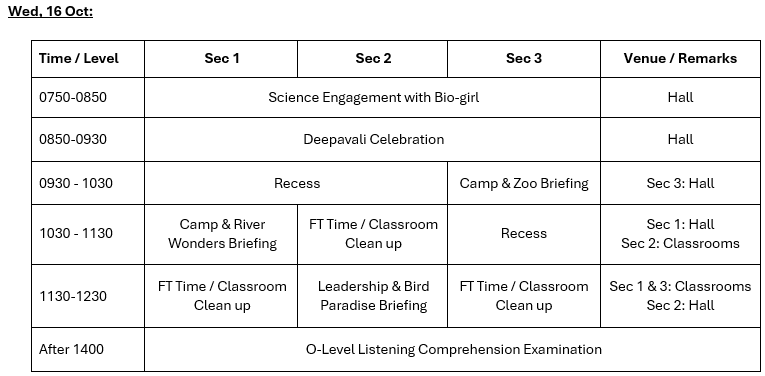 Wed, 16 Oct:
Time / Level Sec 1 Sec 2 Sec 3 Venue / Remarks
0750-0850 Science Engagement with Bio-girl Hall
0850-0930 Deepavali Celebration Hall
0930 - 1030 Recess Camp & Zoo Briefing Sec 3: Hall
1030 - 1130
Camp & River
Wonders Briefing
FT Time / Classroom
Clean up
Recess
Sec 1: Hall
Sec 2: Classrooms
1130-1230
FT Time / Classroom
Clean up
Leadership & Bird
Paradise Briefing
FT Time / Classroom
Clean up
Sec 1 & 3: Classrooms
Sec 2: Hall
After 1400 O-Level Listening Comprehension Examination